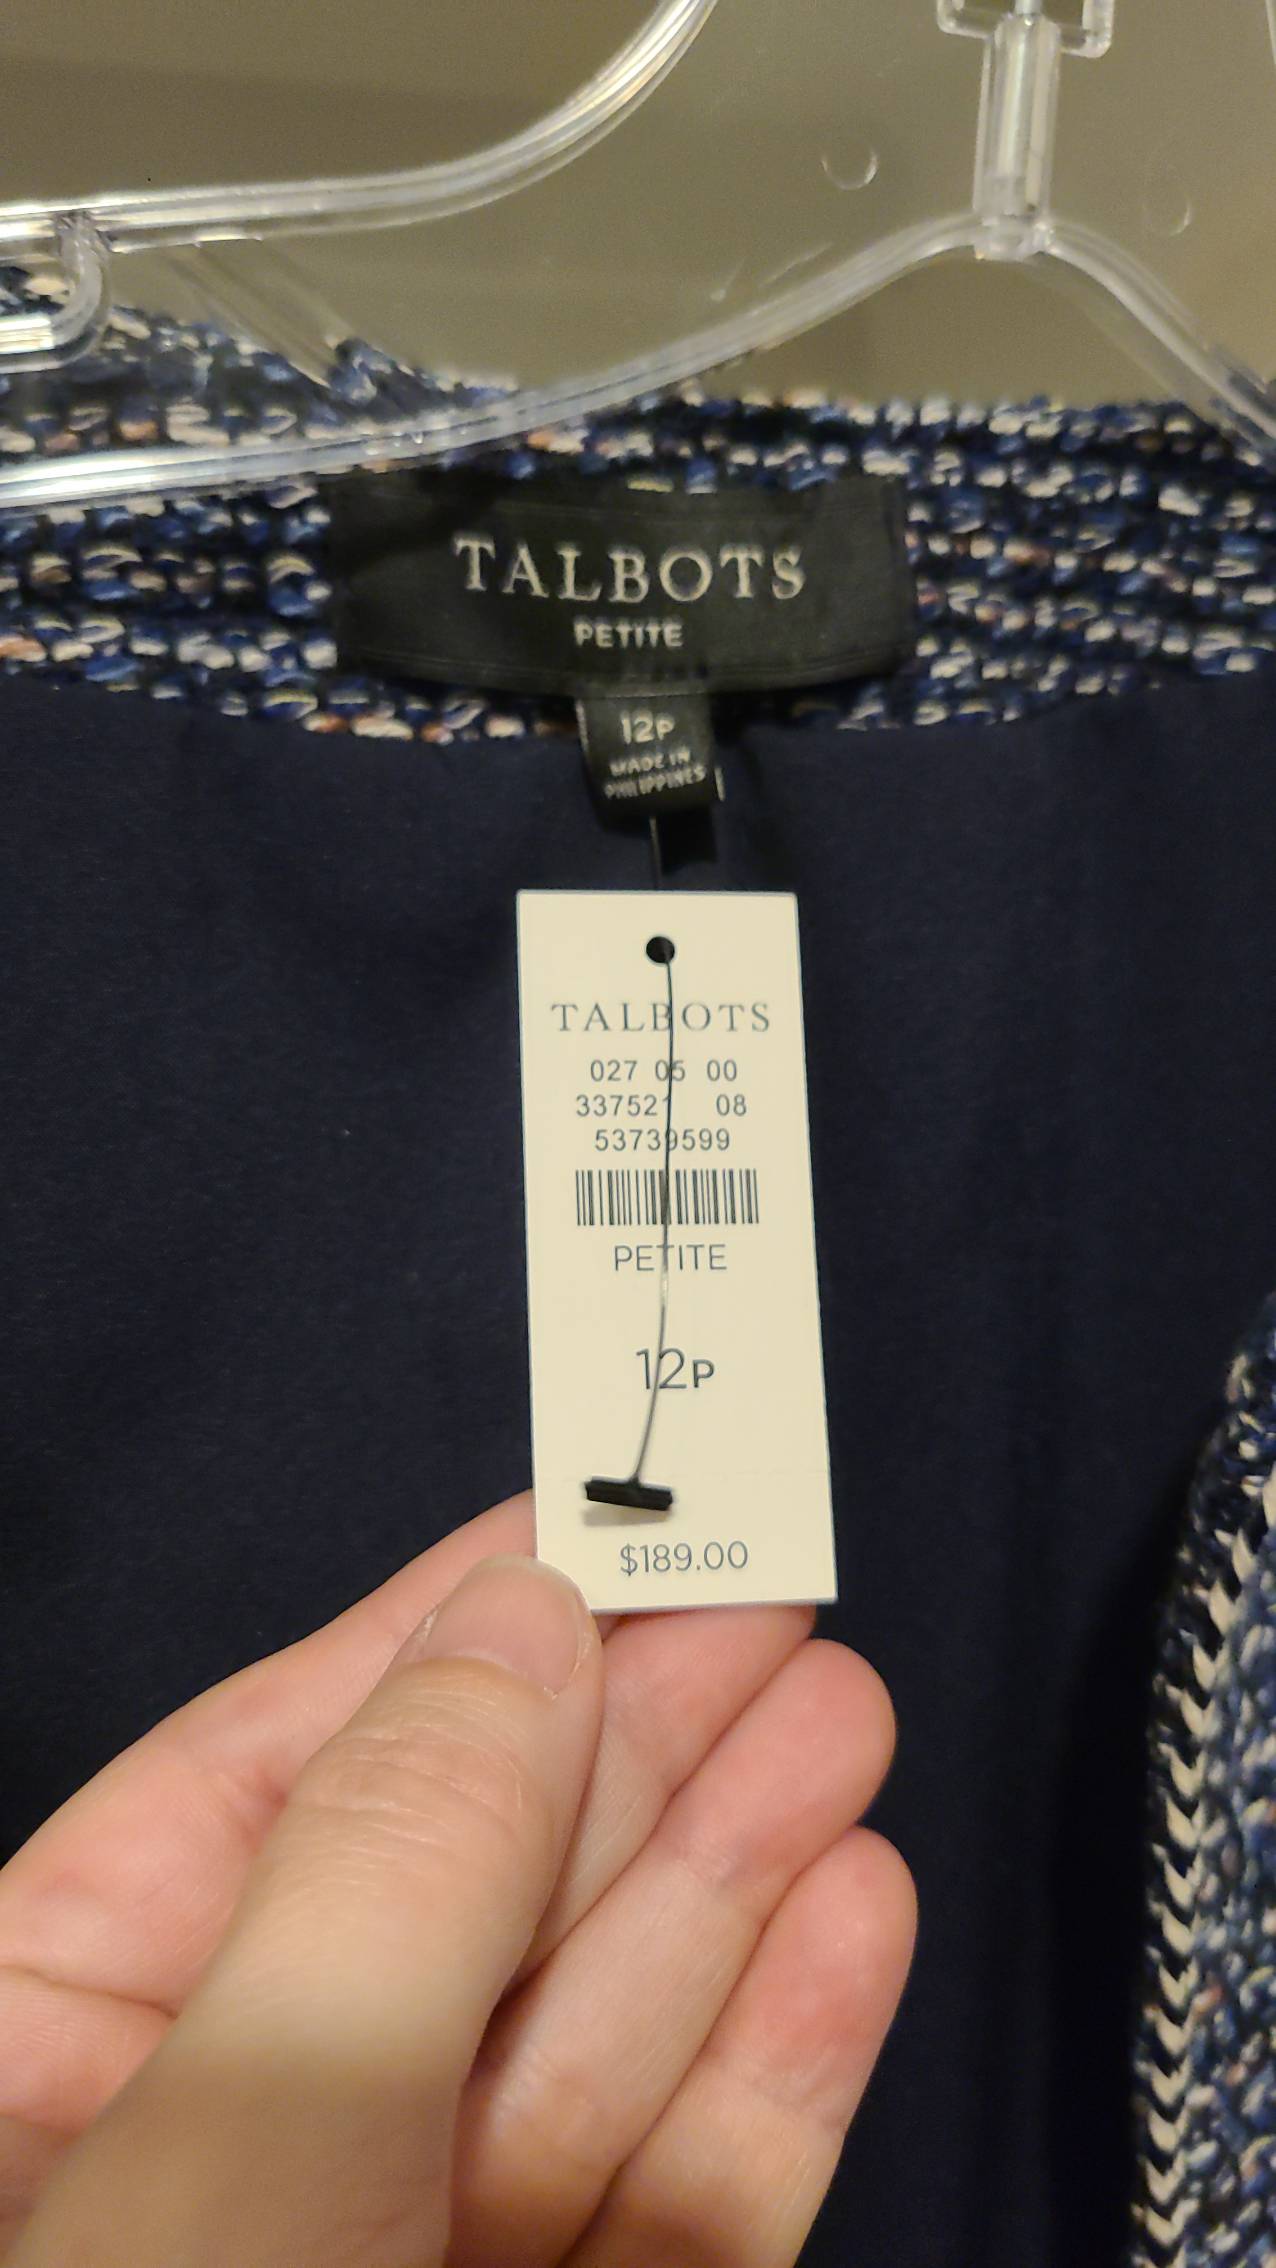 TALBOTS
PETITE
12P
MADE IN
PHILIPPINES
TALBOTS
027 05 00
337521 08
53739599
PETITE
12P
$189.00